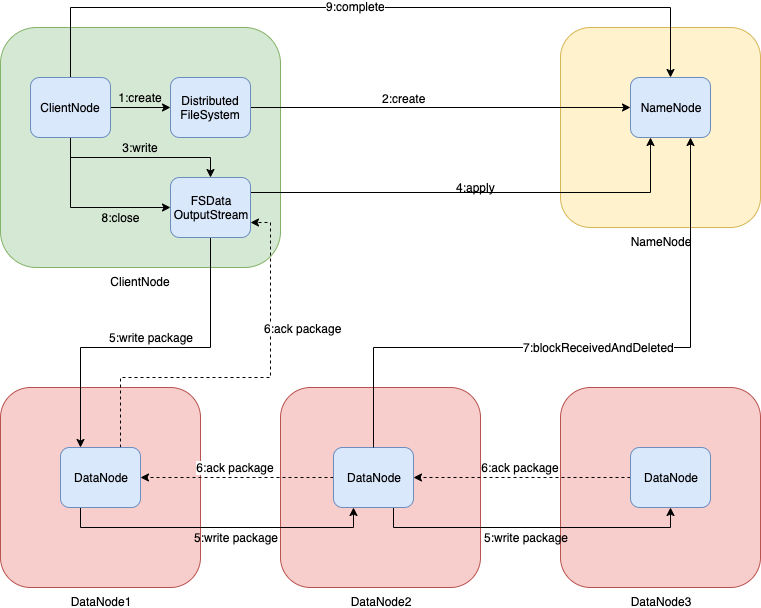 9:complete
ClientNode
1:create
Distributed
FileSystem
2:create
NameNode
3:write
FSData
OutputStream
4:apply
8:close
NameNode
ClientNode
6:ack package
5:write package
7:blockReceivedAndDeleted
DataNode
6:ack package
DataNode
6:ack package
DataNode
5:write package
5:write package
DataNode1
DataNode2
DataNode3